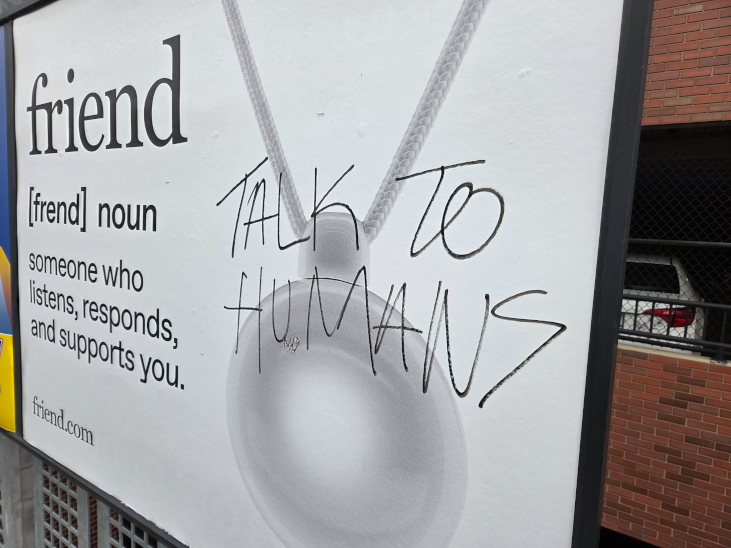 friend
[frend] noun
someone who
listens, responds,
and supports you.
friend.com
TALK TO
HUMANS